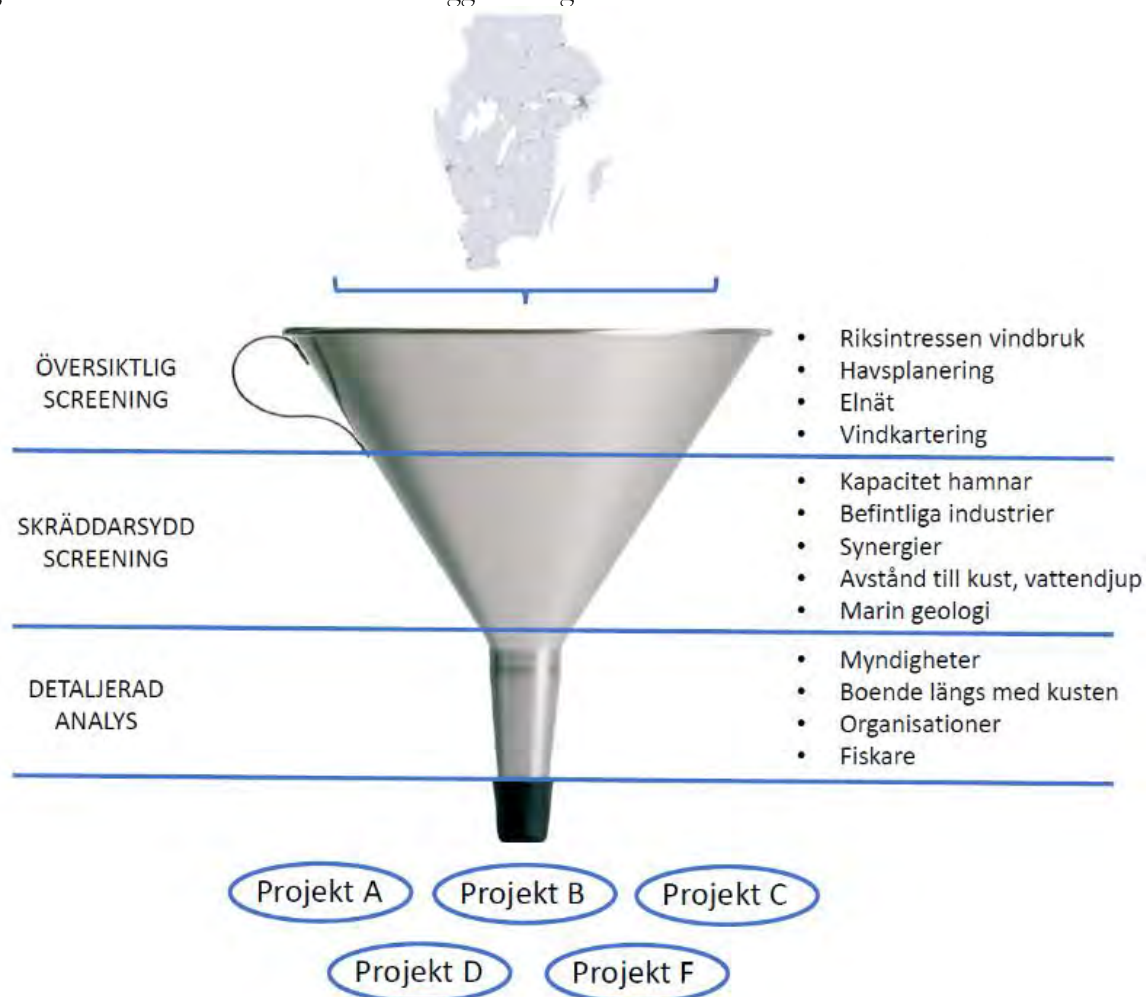 ÖVERSIKTLIG
SCREENING
• Riksintressen vindbruk
• Havsplanering
• Elnät
• Vindkartering
SKRÄDDARSYDD
SCREENING
• Kapacitet hamnar
• Befintliga industrier
• Synergier
• Avstånd till kust, vattendjup
• Marin geologi
DETALJERAD
ANALYS
• Myndigheter
• Boende längs med kusten
• Organisationer
• Fiskare
Projekt A
Projekt B
Projekt C
Projekt D
Projekt F